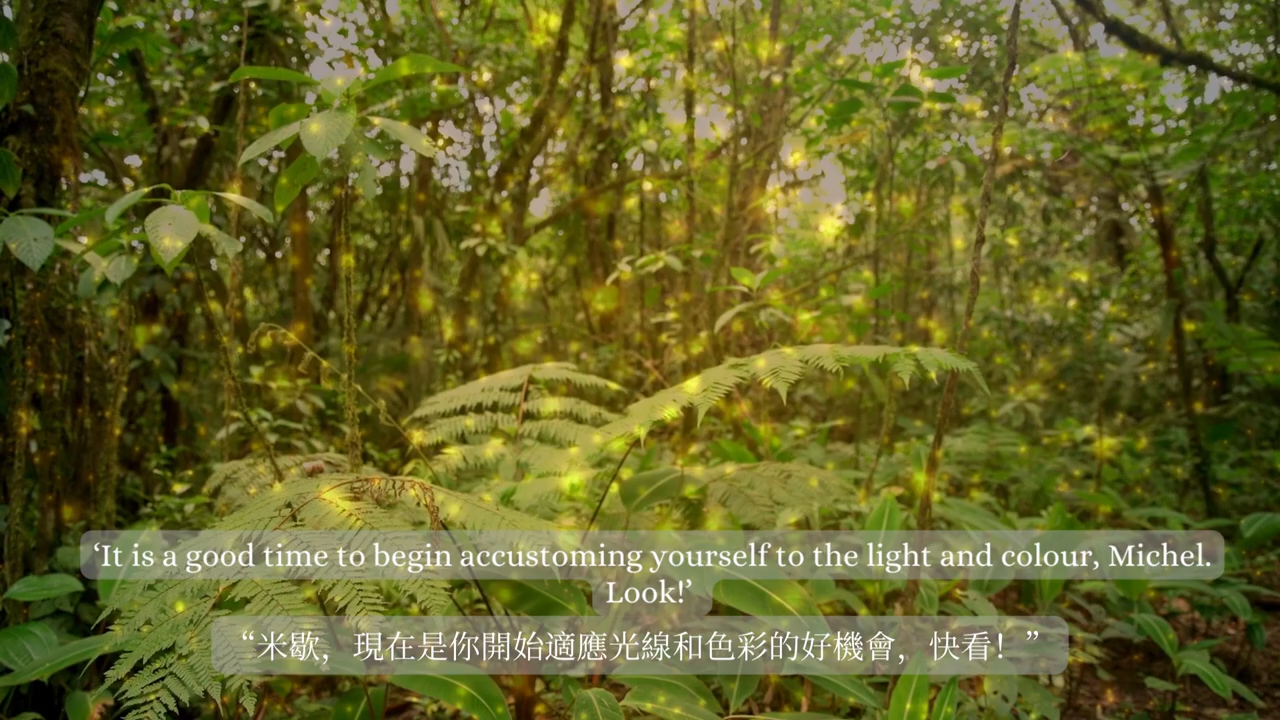 ‘It is a good time to begin accustoming yourself to the light and colour, Michel.
Look!’
“米歇，現在是你開始適應光線和色彩的好機會，快看！”